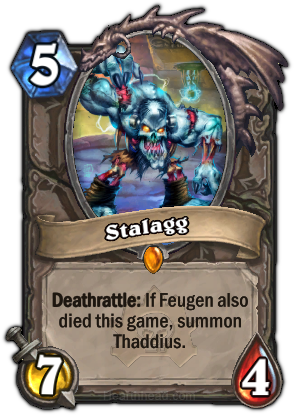 5
Stalagg
Deathrattle: If Feugen also
died this game, summon
Thaddius.
7
4